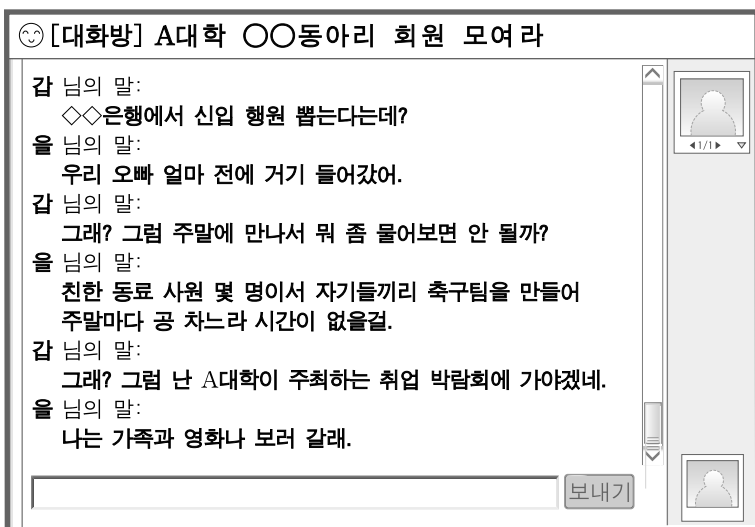 [대화방] A대학 ○○동아리 회원 모여라
갑 님의 말:
◇◇은행에서 신입 행원 뽑는다는데?
을 님의 말:
우리 오빠 얼마 전에 거기 들어갔어.
갑 님의 말:
그래? 그럼 주말에 만나서 뭐 좀 물어보면 안 될까?
을 님의 말:
친한 동료 사원 몇 명이서 자기들끼리 축구팀을 만들어
주말마다 공 차느라 시간이 없을걸.
갑 님의 말:
그래? 그럼 난 A대학이 주최하는 취업 박람회에 가야겠네.
을 님의 말:
나는 가족과 영화나 보러 갈래.
보내기
1/1